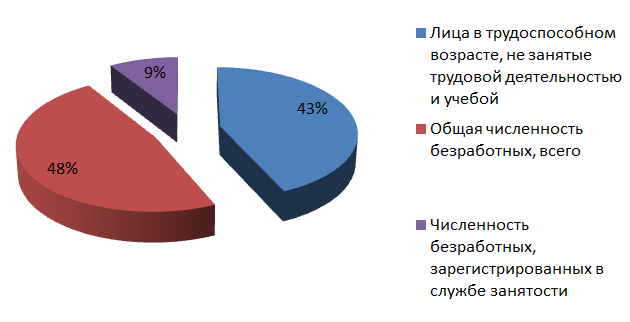 9%
43%
48%
Лица в трудоспособном
возрасте, не занятые
трудовой деятельностью
и учебой
Общая численность
безработных, всего
Численность
безработных,
зарегистрированных в
службе занятости